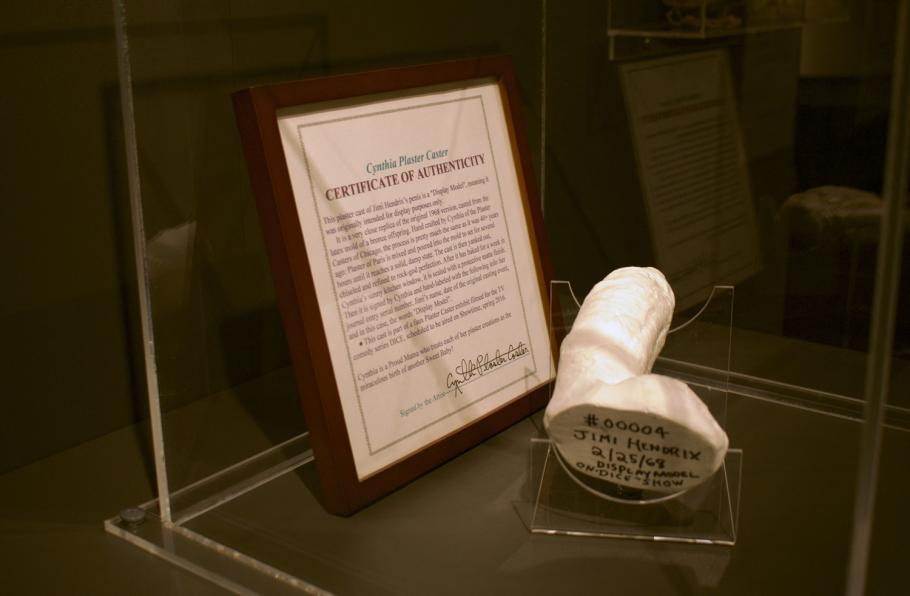 Cynthia Plaster Caster
CERTIFICATE OF AUTHENTICITY
This plaster cast of Jimi Hendrix's penis is a "Display Model", meaning it
was originally intended for display purposes only.
It is a very close replica of the original 1968 version, casted from the
latex mold of a bronze offspring. Hand crafted by Cynthia of the Plaster
Casters of Chicago, the process is pretty much the same as it was 40+ years
ago: Plaster of Paris is mixed and poured into the mold to set for several
hours until it reaches a solid, damp state. The cast is then yanked out,
chiseled and refined to rock-god perfection. After it has baked for a week in
Cynthia's sunny kitchen window, it is sealed with a protective matte finish.
Then it is signed by Cynthia and hand-labeled with the following info: her
journal entry serial number, Jimi's name, date of the original casting over,
and in this case, the words "Display Model".
* This cast is part of a faux Plaster Caster exhibit filmed for the TV
comedy series DICE, scheduled to be aired on Showtime, spring 2016.
Cynthia is a Proud Mama who treats each of her plaster creations as the
miraculous birth of another Sweet Baby!
Signed by the Artist Cynthia Plaster Caster
#00004
JIMI HENDRIX
2/25/68
DISPLAY MODEL
ON "DICE" SHOW